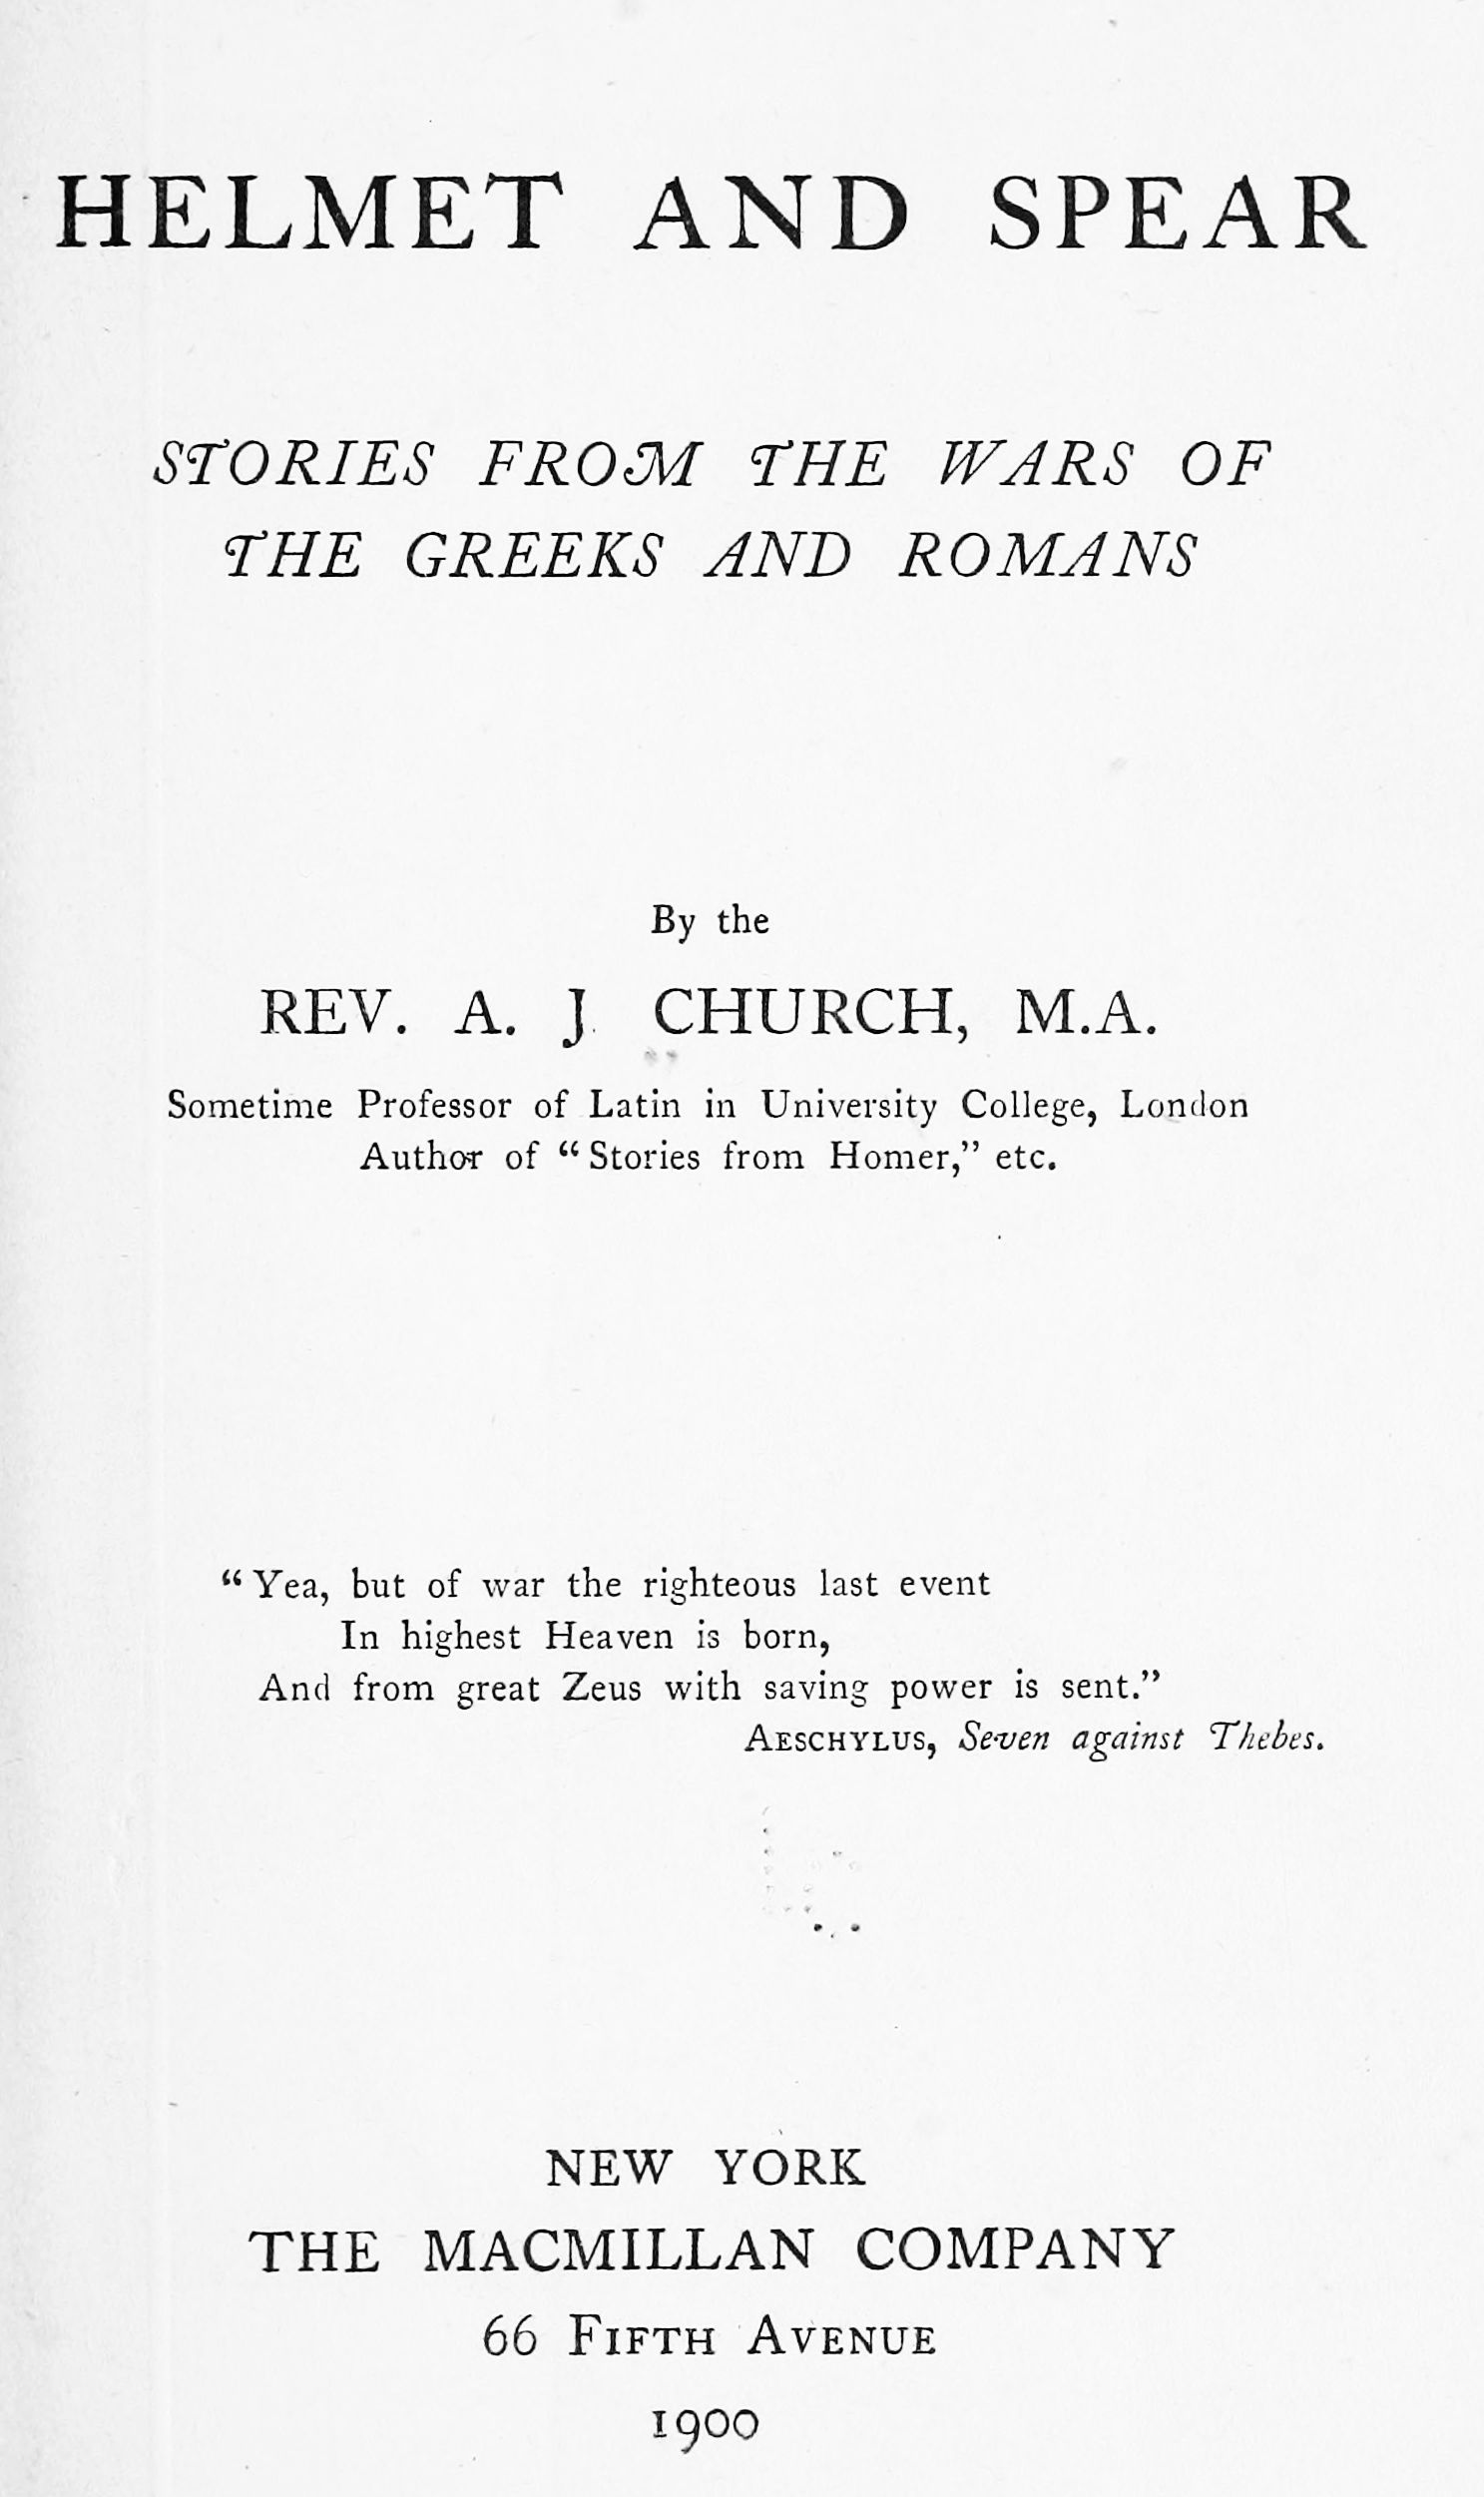 HELMET AND SPEAR
STORIES FROM THE WARS OF
THE GREEKS AND ROMANS
By the
REV. A. J. CHURCH, M.A.
Sometime Professor of Latin in University College, London
Author of “Stories from Homer,” etc.
“Yea, but of war the righteous last event
In highest Heaven is born,
And from great Zeus with saving power is sent.”
AESCHYLUS, Seven against Thebes.
NEW YORK
THE MACMILLAN COMPANY
66 FIFTH AVENUE
1900